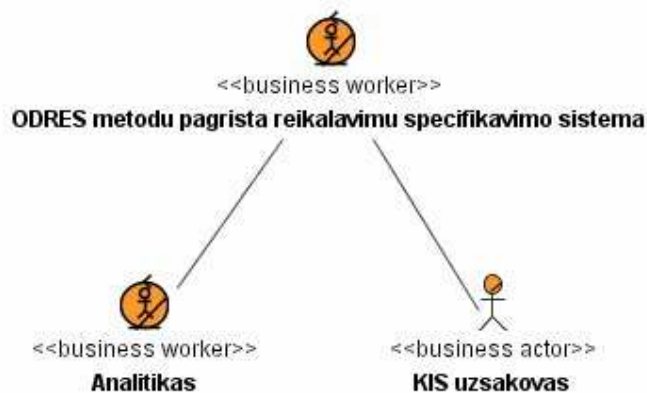 <<business worker>>
ODRES metodu pagrista reikalavimu specifikavimo sistema
<<business worker>>
Analitikas
<<business actor>>
KIS uzsakovas